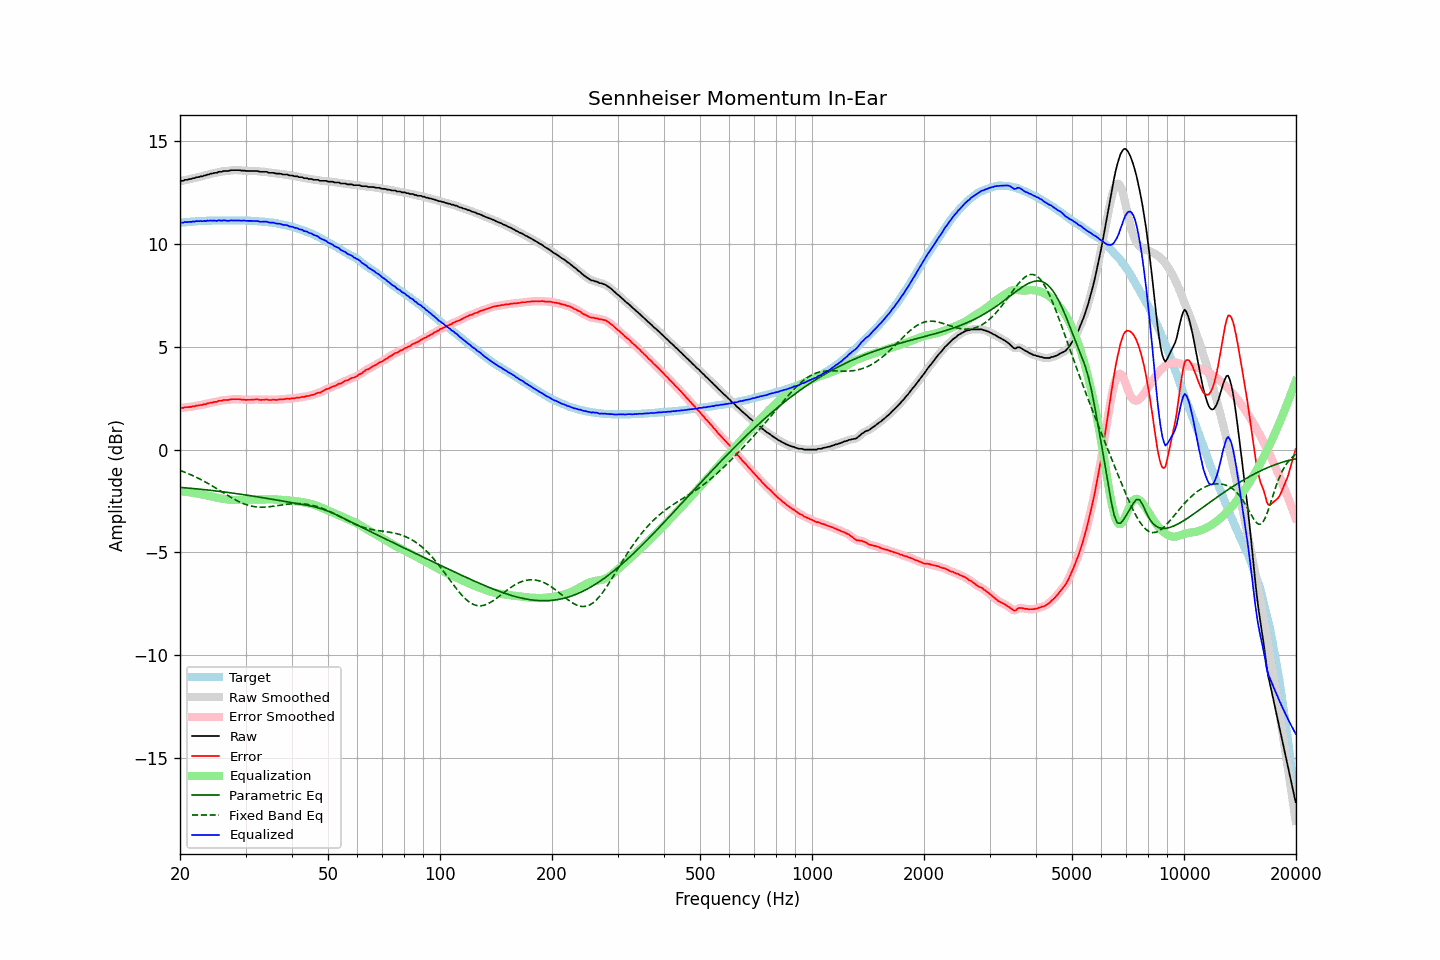 Sennheiser Momentum In-Ear
Amplitude (dBr)
15
10
5
0
−5
−10
−15
Target
Raw Smoothed
Error Smoothed
Raw
Error
Equalization
Parametric Eq
Fixed Band Eq
Equalized
20 50 100 200 500 1000 2000 5000 10000 20000
Frequency (Hz)